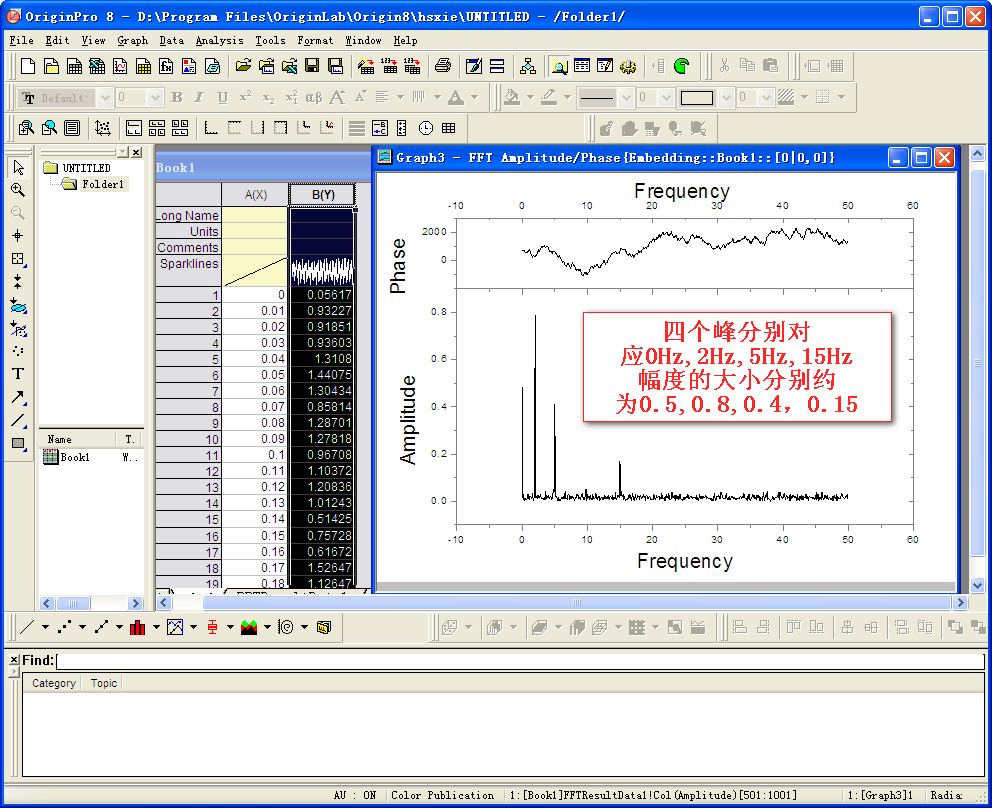 OriginPro 8 - D:\Program Files\OriginLab\Origin8\hsxie\UNTITLED - /Folder1/
File Edit View Graph Data Analysis Tools Format Window Help
Default: 0
B I U x² x₂ αβ A A A 0 0
UNTITLED
Folder1
Name T.
Book1 W..
Book1
A(X) B(Y)
Long Name
Units
Comments
Sparklines
1 0 0.05617
2 0.01 0.93227
3 0.02 0.91851
4 0.03 0.93603
5 0.04 1.3108
6 0.05 1.44075
7 0.06 1.30434
8 0.07 0.85814
9 0.08 1.28701
10 0.09 1.27818
11 0.1 0.96708
12 0.11 1.10372
13 0.12 1.20836
14 0.13 1.01243
15 0.14 0.51425
16 0.15 0.75728
17 0.16 0.61672
18 0.17 1.52647
19 0.18 1.12647
Graph3 - FFT Amplitude/Phase{Embedding::Book1::[0|0,0]}
Frequency
-10 0 10 20 30 40 50 60
2000
0
Phase
0.8
0.6
0.4
0.2
0.0
Amplitude
四个峰分别对
应0Hz,2Hz,5Hz,15Hz
幅度的大小分别约
为0.5,0.8,0.4，0.15
-10 0 10 20 30 40 50 60
Frequency
Find:
Category Topic
AU : ON Color Publication 1:[Book1]FFTResultData1!Col(Amplitude)[501:1001] 1:[Graph3]1 Radia